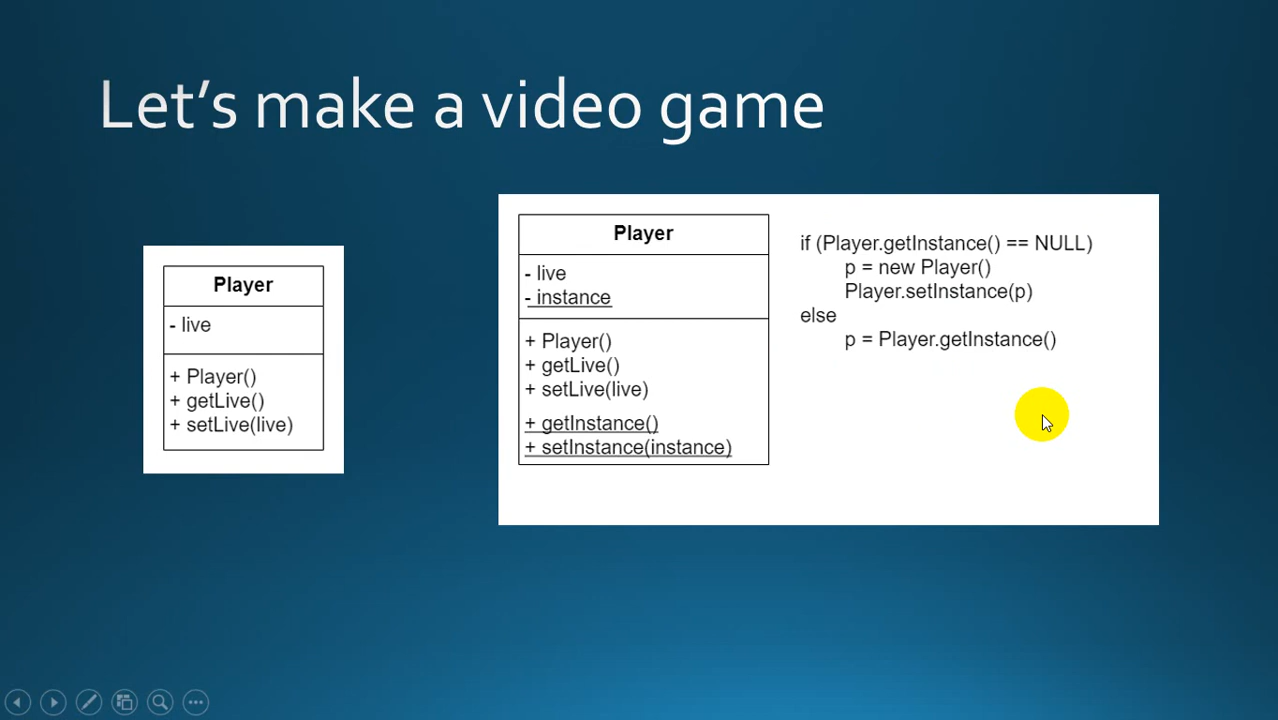 Let's make a video game
Player
- live
+ Player()
+ getLive()
+ setLive(live)
Player
- live
- instance
+ Player()
+ getLive()
+ setLive(live)
+ getInstance()
+ setInstance(instance)
if (Player.getInstance() == NULL)
p = new Player()
Player.setInstance(p)
else
p = Player.getInstance()